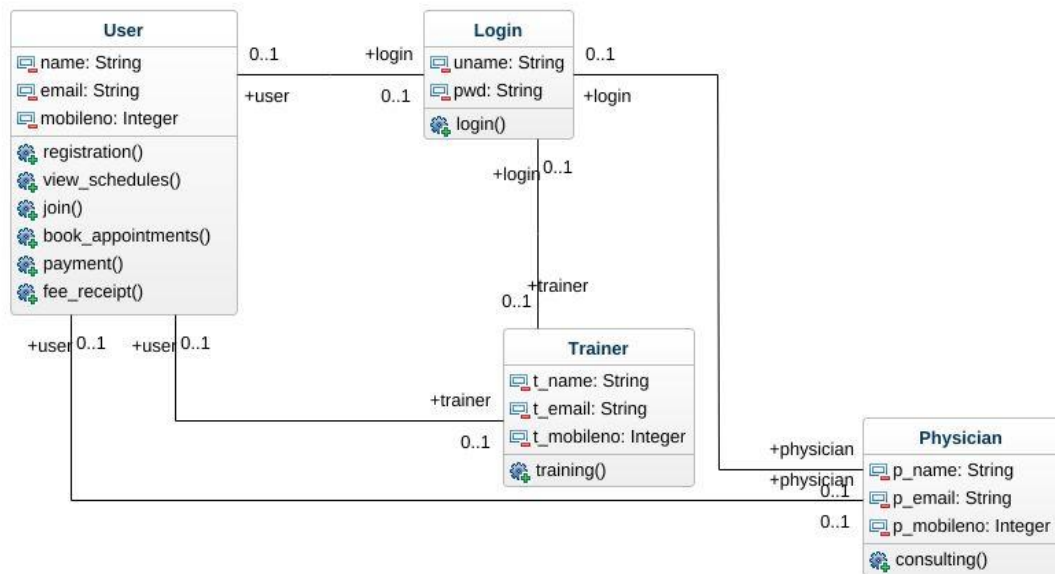 User
name: String
email: String
mobileno: Integer
registration()
view_schedules()
join()
book_appointments()
payment()
fee_receipt()
0..1
+user
+login
0..1
Login
uname: String
pwd: String
login()
0..1
+login
+login
0..1
+trainer
0..1
+user
0..1
+user
0..1
Trainer
t_name: String
t_email: String
t_mobileno: Integer
training()
+trainer
0..1
+physician
+physician
0..1
0..1
Physician
p_name: String
p_email: String
p_mobileno: Integer
consulting()